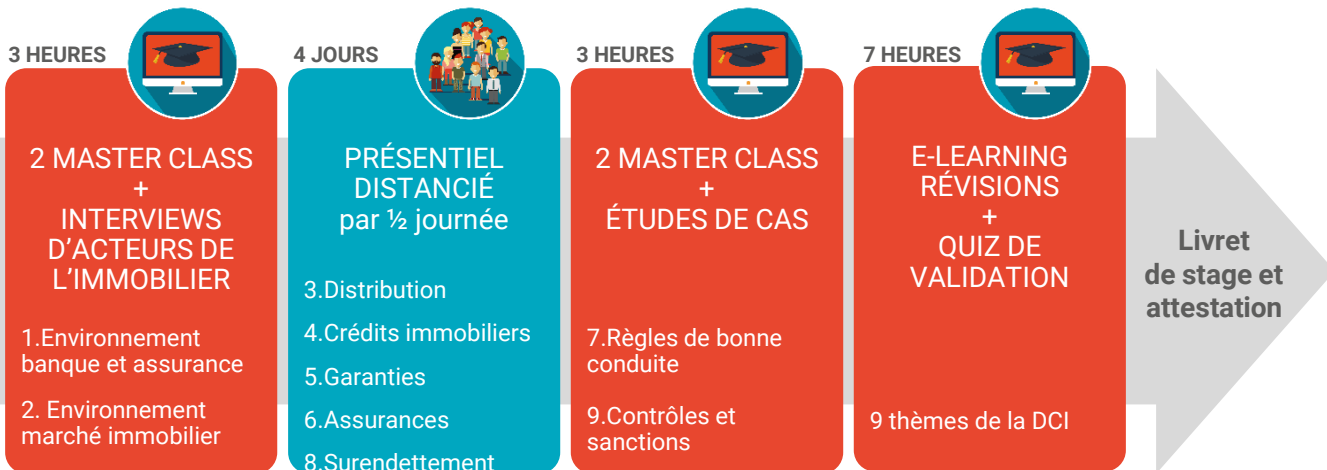 3 HEURES
2 MASTER CLASS
+
INTERVIEWS
D'ACTEURS DE
L'IMMOBILIER
1.Environnement
banque et assurance
2. Environnement
marché immobilier
4 JOURS
PRÉSENTIEL
DISTANCIÉ
par ½ journée
3.Distribution
4.Crédits immobiliers
5.Garanties
6.Assurances
8.Surendettement
3 HEURES
2 MASTER CLASS
+
ÉTUDES DE CAS
7.Règles de bonne
conduite
9.Contrôles et
sanctions
7 HEURES
E-LEARNING
RÉVISIONS
+
QUIZ DE
VALIDATION
9 thèmes de la DCI
Livret
de stage et
attestation